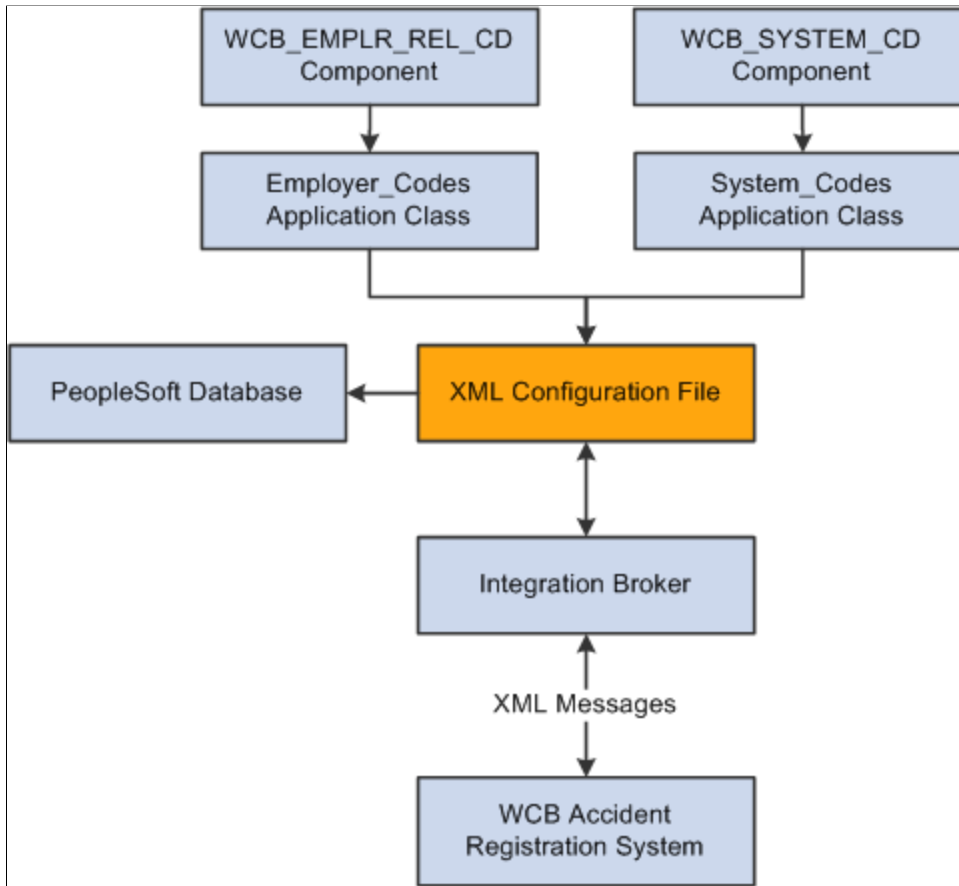 WCB_EMPLR_REL_CD
Component
WCB_SYSTEM_CD
Component
Employer_Codes
Application Class
System_Codes
Application Class
PeopleSoft Database
XML Configuration File
Integration Broker
XML Messages
WCB Accident
Registration System